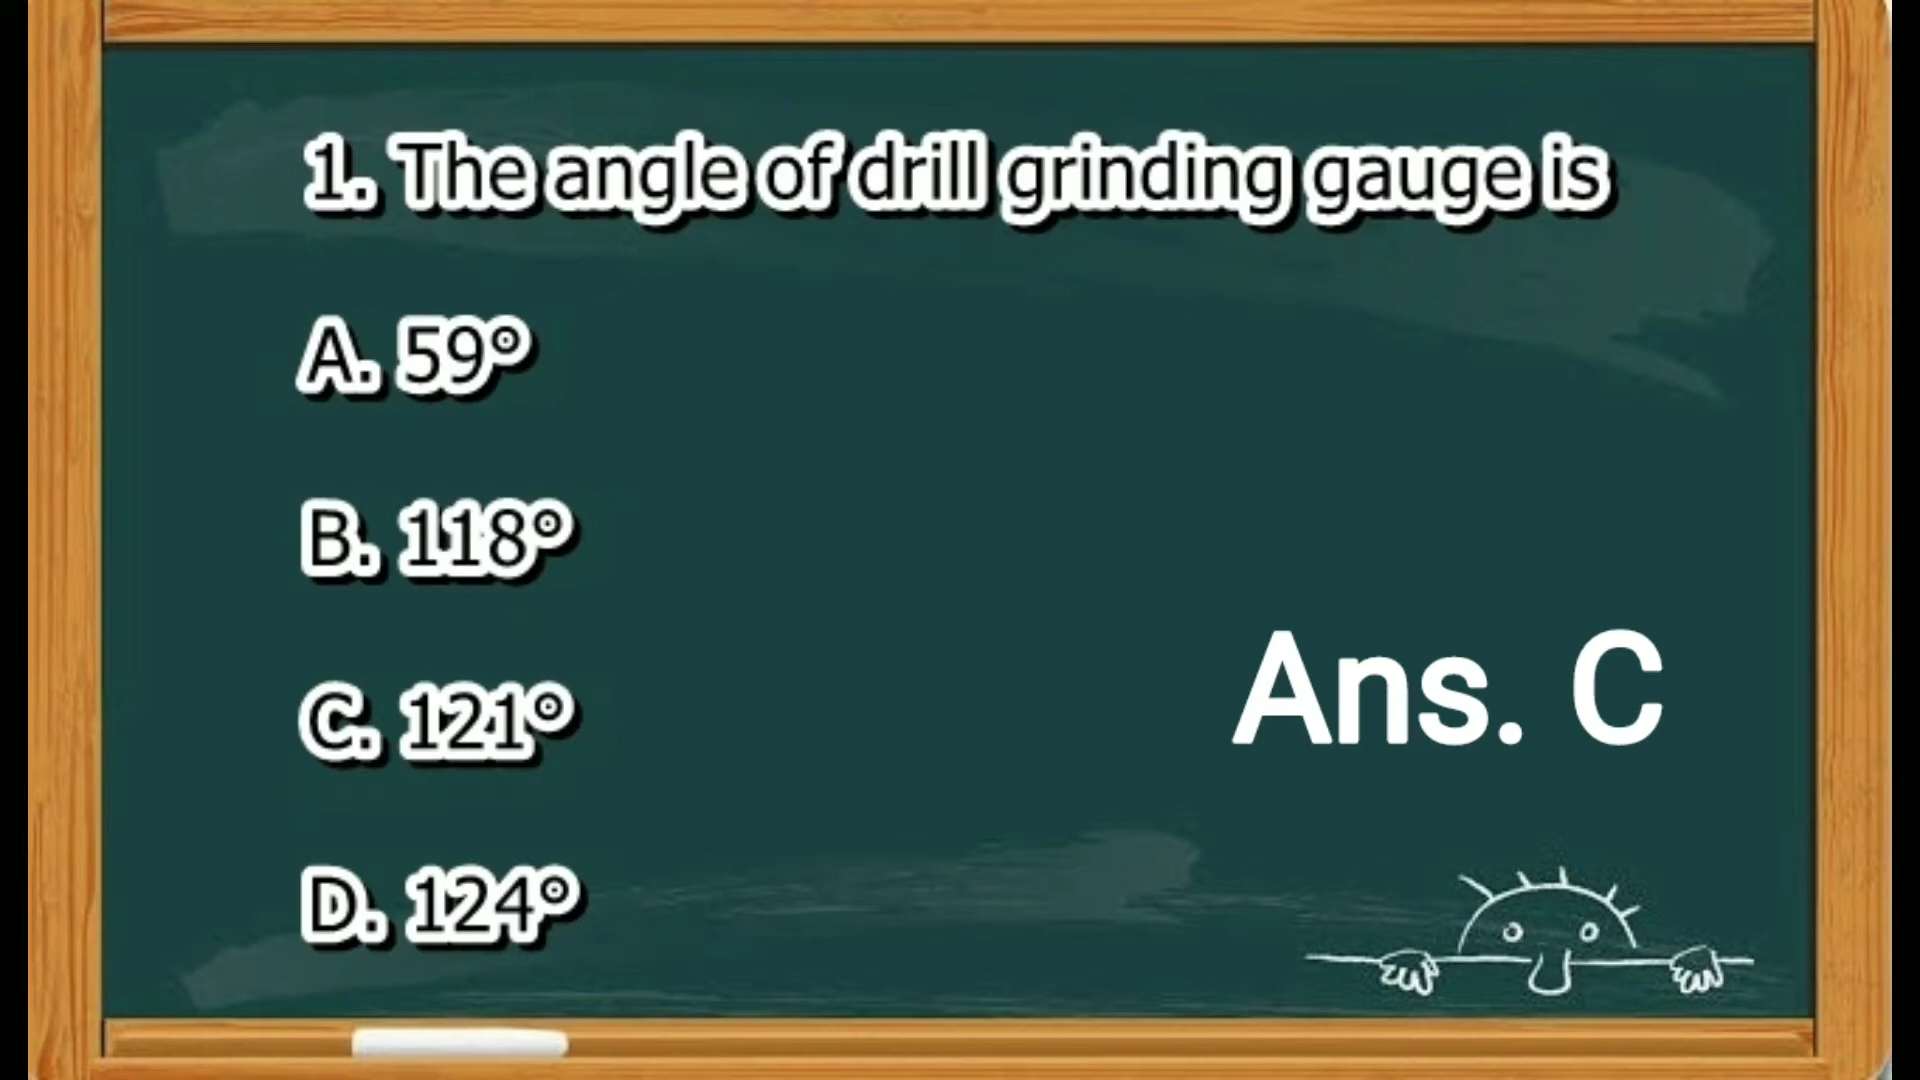 1. The angle of drill grinding gauge is
A. 59°
B. 118°
C. 121°
Ans. C
D. 124°